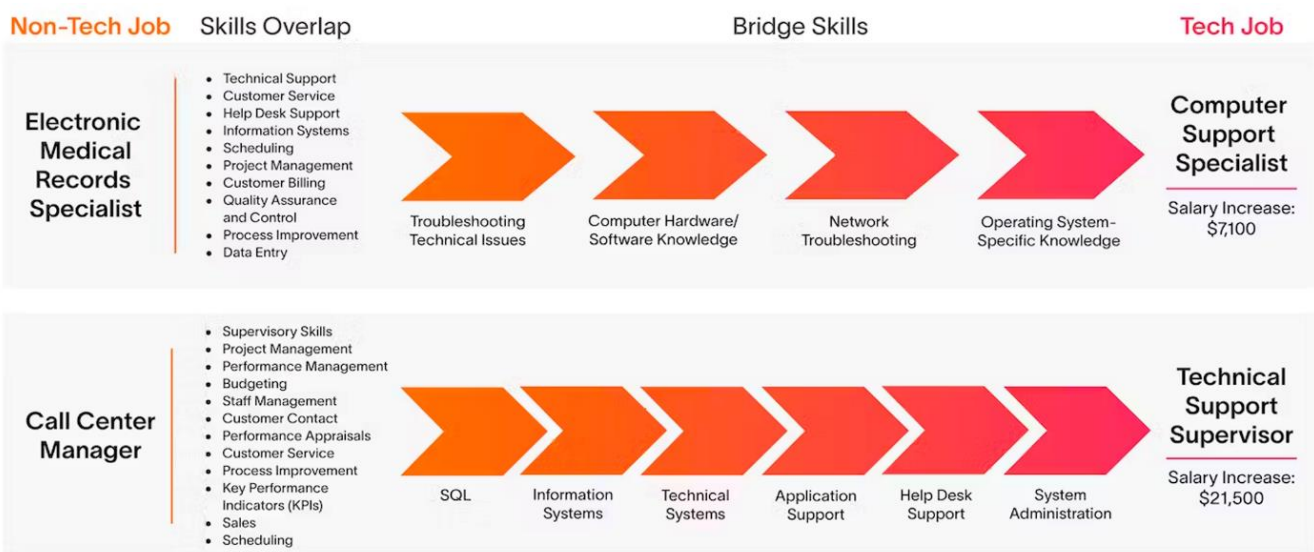 Non-Tech Job
Skills Overlap
Bridge Skills
Tech Job
Electronic
Medical
Records
Specialist
• Technical Support
• Customer Service
• Help Desk Support
• Information Systems
• Scheduling
• Project Management
• Customer Billing
• Quality Assurance
and Control
• Process Improvement
• Data Entry
Troubleshooting
Technical Issues
Computer Hardware/
Software Knowledge
Network
Troubleshooting
Operating System-
Specific Knowledge
Computer
Support
Specialist
Salary Increase:
$7,100
Call Center
Manager
• Supervisory Skills
• Project Management
• Performance Management
• Budgeting
• Staff Management
• Customer Contact
• Performance Appraisals
• Customer Service
• Process Improvement
• Key Performance
Indicators (KPIs)
• Sales
• Scheduling
SQL
Information
Systems
Technical
Systems
Application
Support
Help Desk
Support
System
Administration
Technical
Support
Supervisor
Salary Increase:
$21,500